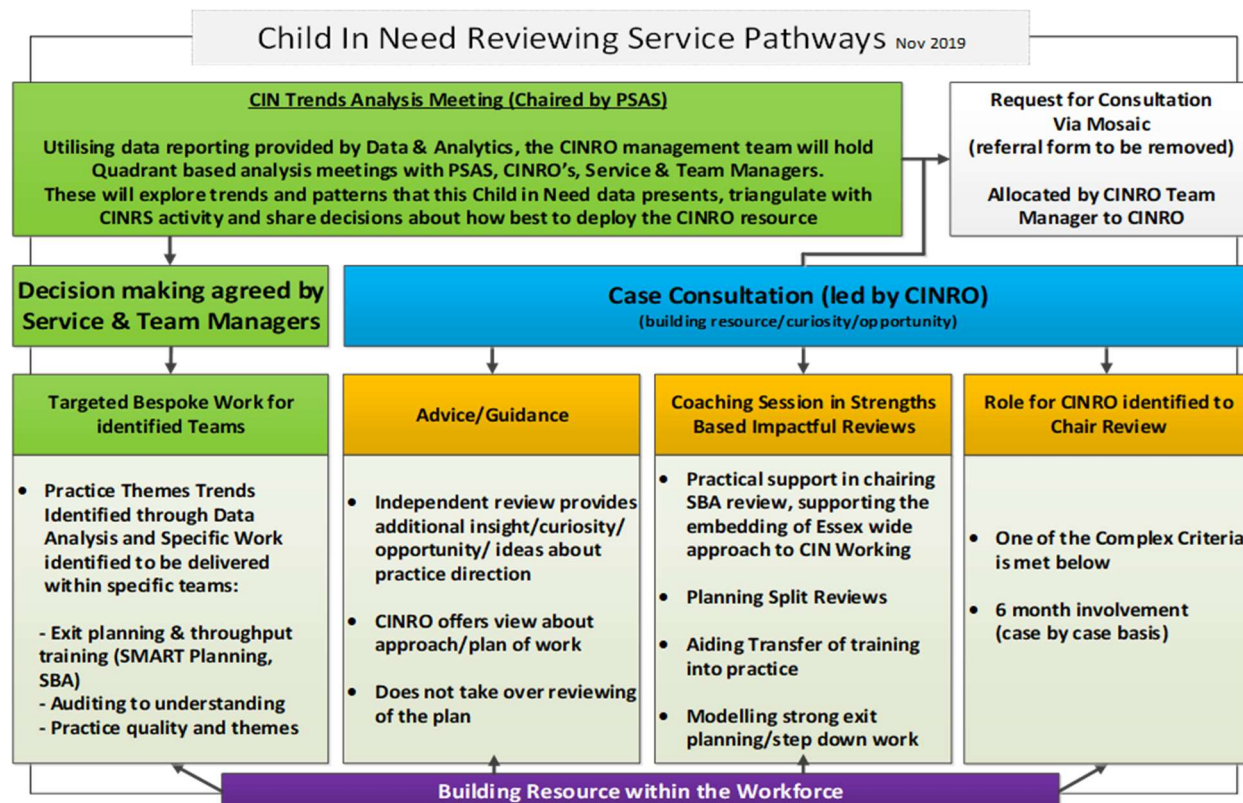 Child In Need Reviewing Service Pathways Nov 2019
CIN Trends Analysis Meeting (Chaired by PSAS)
Utilising data reporting provided by Data & Analytics, the CINRO management team will hold
Quadrant based analysis meetings with PSAS, CINRO's, Service & Team Managers.
These will explore trends and patterns that this Child in Need data presents, triangulate with
CINRS activity and share decisions about how best to deploy the CINRO resource
Request for Consultation
Via Mosaic
(referral form to be removed)
Allocated by CINRO Team
Manager to CINRO
Decision making agreed by
Service & Team Managers
Case Consultation (led by CINRO)
(building resource/curiosity/opportunity)
Targeted Bespoke Work for
identified Teams
• Practice Themes Trends
Identified through Data
Analysis and Specific Work
identified to be delivered
within specific teams:
- Exit planning & throughput
training (SMART Planning,
SBA)
- Auditing to understanding
- Practice quality and themes
Advice/Guidance
• Independent review provides
additional insight/curiosity/
opportunity/ ideas about
practice direction
• CINRO offers view about
approach/plan of work
• Does not take over reviewing
of the plan
Coaching Session in Strengths
Based Impactful Reviews
• Practical support in chairing
SBA review, supporting the
embedding of Essex wide
approach to CIN Working
• Planning Split Reviews
• Aiding Transfer of training
into practice
• Modelling strong exit
planning/step down work
Role for CINRO identified to
Chair Review
• One of the Complex Criteria
is met below
• 6 month involvement
(case by case basis)
Building Resource within the Workforce